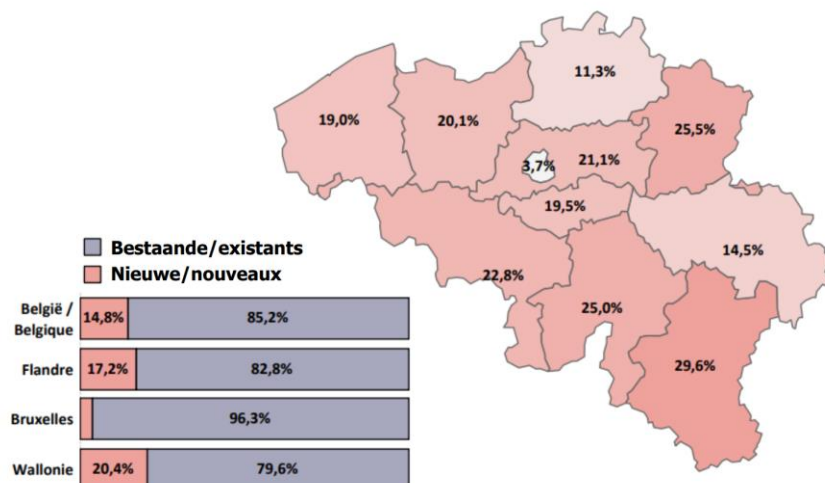 11,3%
19,0%
20,1%
25,5%
3,7%
21,1%
19,5%
14,5%
22,8%
25,0%
29,6%
Bestaande/existants
Nieuwe/nouveaux
België /
Belgique
14,8%
85,2%
Flandre
17,2%
82,8%
Bruxelles
96,3%
Wallonie
20,4%
79,6%